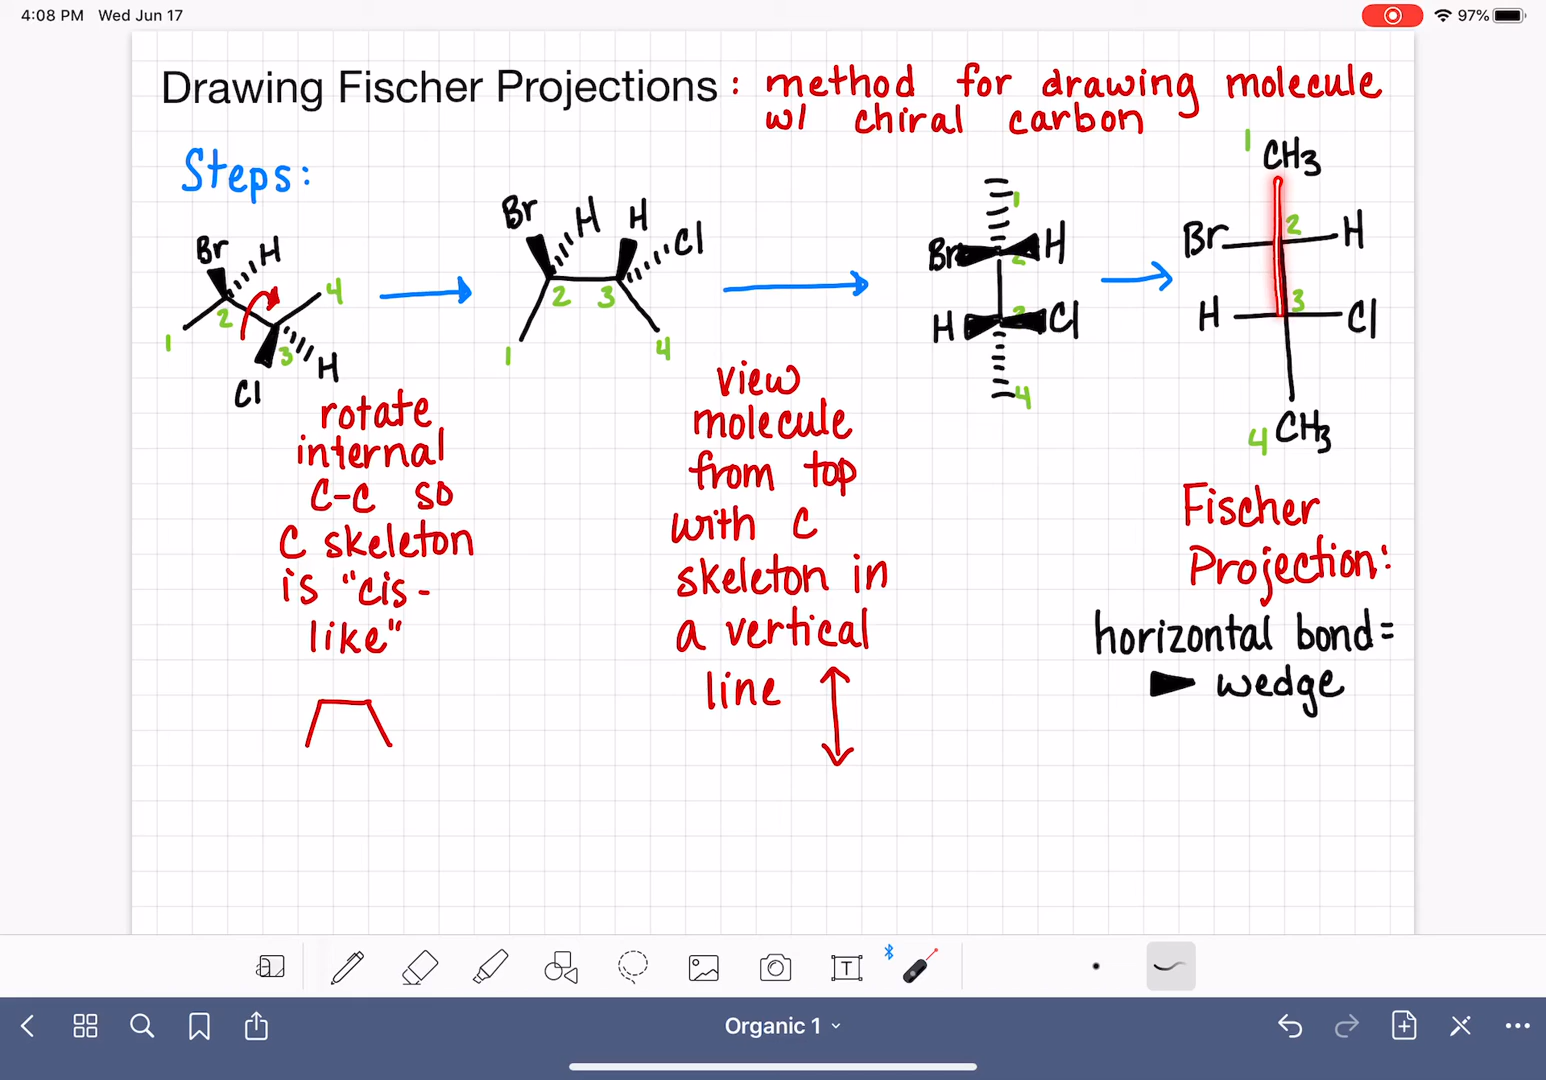 4:08 PM Wed Jun 17
97%
Drawing Fischer Projections : method for drawing molecule
w/ chiral carbon
Steps:
Br H
1 2 3 4
Cl H
Br H H Cl
1 2 3 4
1
Br H
2
H 3 Cl
4
1 CH3
Br 2 H
H 3 Cl
4 CH3
rotate
internal
C-C so
C skeleton
is "cis-
like"
view
molecule
from top
with C
skeleton in
a vertical
line
Fischer
Projection:
horizontal bond =
wedge
T
Organic 1